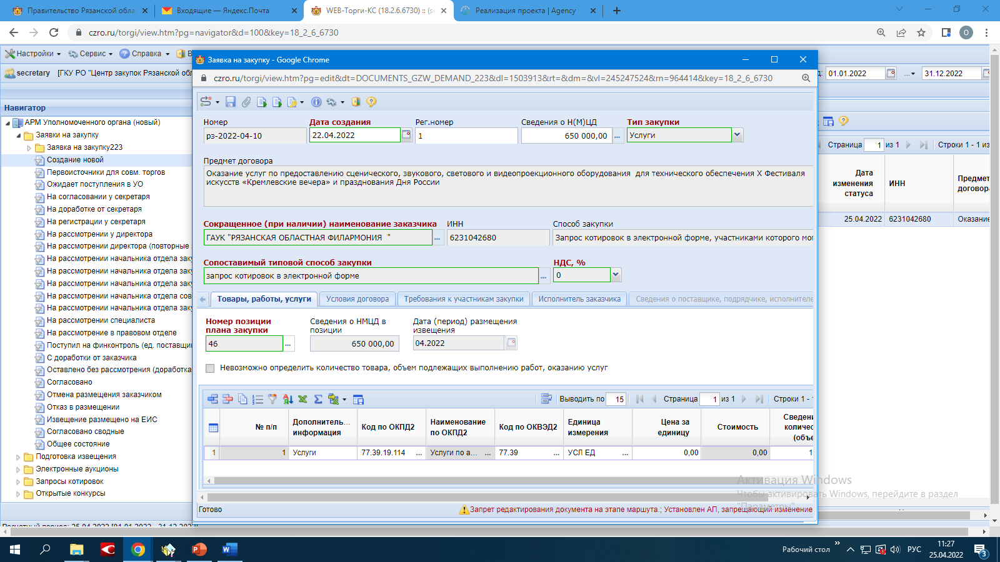 Правительство Рязанской обла
Входящие — Яндекс.Почта
WEB-Торги-КС (18.2.6.6730) :: (se
Реализация проекта | Agency
czro.ru/torgi/view.htm?pg=navigator&d=100&key=18_2_6_6730
О
Настройки
Сервис
Справка
secretary [ГКУ РО "Центр закупок Рязанской обл
01.01.2022 ... 31.12.2022
Навигатор
АРМ Уполномоченного органа (новый)
Заявки на закупку
Заявка на закупку223
Создание новой
Первоисточники для совм. торгов
Ожидает поступления в УО
На согласовании у секретаря
На доработке от секретаря
На регистрации у секретаря
На рассмотрении у директора
На рассмотрении директора (повторные
На рассмотрении начальника отдела заку
На рассмотрении начальника отдела заку
На рассмотрении начальника отдела заку
На рассмотрении начальника отдела сов
На рассмотрении начальника отдела заку
На рассмотрении специалиста
На рассмотрение в правовом отделе
Поступил на финконтроль (ед. поставщик
С доработки от заказчика
Оставлено без рассмотрения (доработка
Согласовано
Отмена размещения заказчиком
Отказ в размещении
Извещение размещено на ЕИС
Согласовано сводные
Общее состояние
Подготовка извещения
Электронные аукционы
Запросы котировок
Открытые конкурсы
Заявка на закупку - Google Chrome
czro.ru/torgi/view.htm?pg=edit&dt=DOCUMENTS_GZW_DEMAND_223&dl=1503913&rt=&dm=&vl=245247524&rn=964414&key=18_2_6_6730
Номер Дата создания Рег.номер Сведения о Н(М)ЦД Тип закупки
рз-2022-04-10 22.04.2022 1 650 000,00 ... Услуги
Предмет договора
Оказание услуг по предоставлению сценического, звукового, светового и видеопроекционного оборудования для технического обеспечения X Фестиваля
искусств «Кремлевские вечера» и празднования Дня России
Сокращенное (при наличии) наименование заказчика ИНН Способ закупки
ГАУК "РЯЗАНСКАЯ ОБЛАСТНАЯ ФИЛАРМОНИЯ " ... 6231042680 Запрос котировок в электронной форме, участниками которого мог
Сопоставимый типовой способ закупки НДС, %
запрос котировок в электронной форме ... 0
Товары, работы, услуги Условия договора Требования к участникам закупки Исполнитель заказчика Сведения о поставщике, подрядчике, исполнителе
Номер позиции
плана закупки
Сведения о НМЦД в
позиции
Дата (период) размещения
извещения
46 ... 650 000,00 04.2022
Невозможно определить количество товара, объем подлежащих выполнению работ, оказанию услуг
Выводить по 15 Страница 1 из 1 Строки 1 -
№ п/п
Дополнитель...
информация
Код по ОКПД2
Наименование
по ОКПД2
Код по ОКВЭД2
Единица
измерения
Цена за
единицу
Стоимость
Сведени
количес
(объе
1 1 Услуги 77.39.19.114 ... Услуги по а... ... 77.39 ... УСЛ ЕД ... 0,00 0,00 1
Готово
Запрет редактирования документа на этапе маршрута.; Установлен АП, запрещающий изменение
Страница 1 из 1 Строки 1 - 1 из
Дата
изменения
статуса
ИНН
Предмет
договора
25.04.2022 6231042680 Оказание
Активация Windows
Чтобы активировать Windows, перейдите в раздел
"Параметры".
Расчетный период: 25.04.2022 [01.01.2022 - 31.12.2022]
Рабочий стол
РУС
11:27
25.04.2022
3